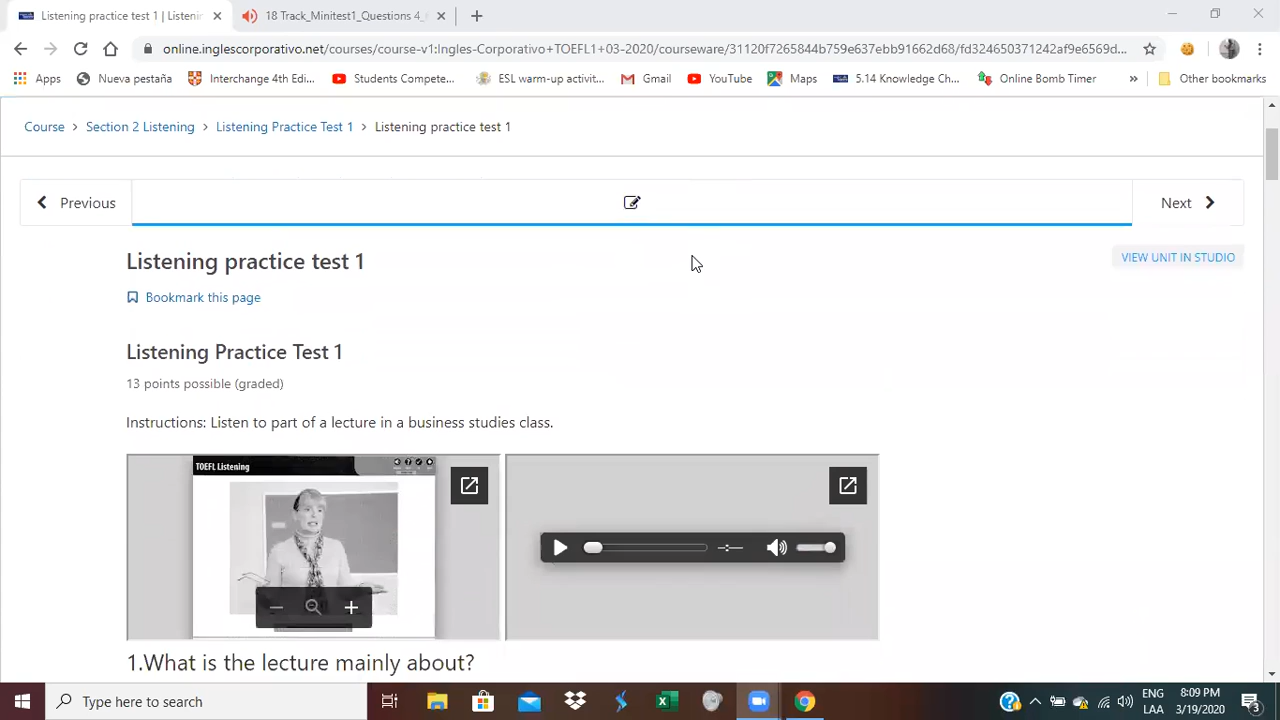 Listening practice test 1 | Listenin
18 Track_Minitest1_Questions 4_
online.inglescorporativo.net/courses/course-v1:Ingles-Corporativo+TOEFL1+03-2020/courseware/31120f7265844b759e637ebb91662d68/fd324650371242af9e6569d...
Apps
Nueva pestaña
Interchange 4th Edi...
Students Compete...
ESL warm-up activit...
Gmail
YouTube
Maps
5.14 Knowledge Ch...
Online Bomb Timer
»
Other bookmarks
Course > Section 2 Listening > Listening Practice Test 1 > Listening practice test 1
Previous
Next
Listening practice test 1
VIEW UNIT IN STUDIO
Bookmark this page
Listening Practice Test 1
13 points possible (graded)
Instructions: Listen to part of a lecture in a business studies class.
TOEFL Listening
1.What is the lecture mainly about?
Type here to search
ENG
LAA
8:09 PM
3/19/2020
3